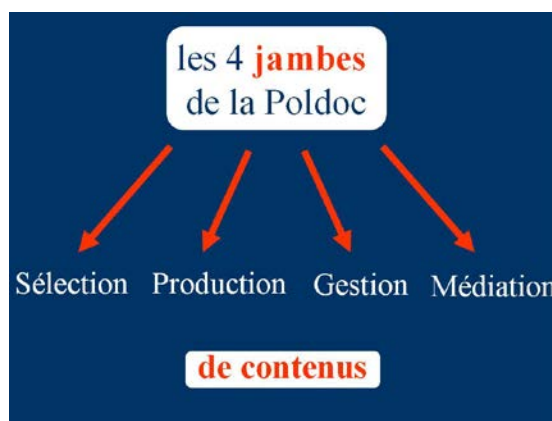 les 4 jambes
de la Poldoc
Sélection Production Gestion Médiation
de contenus